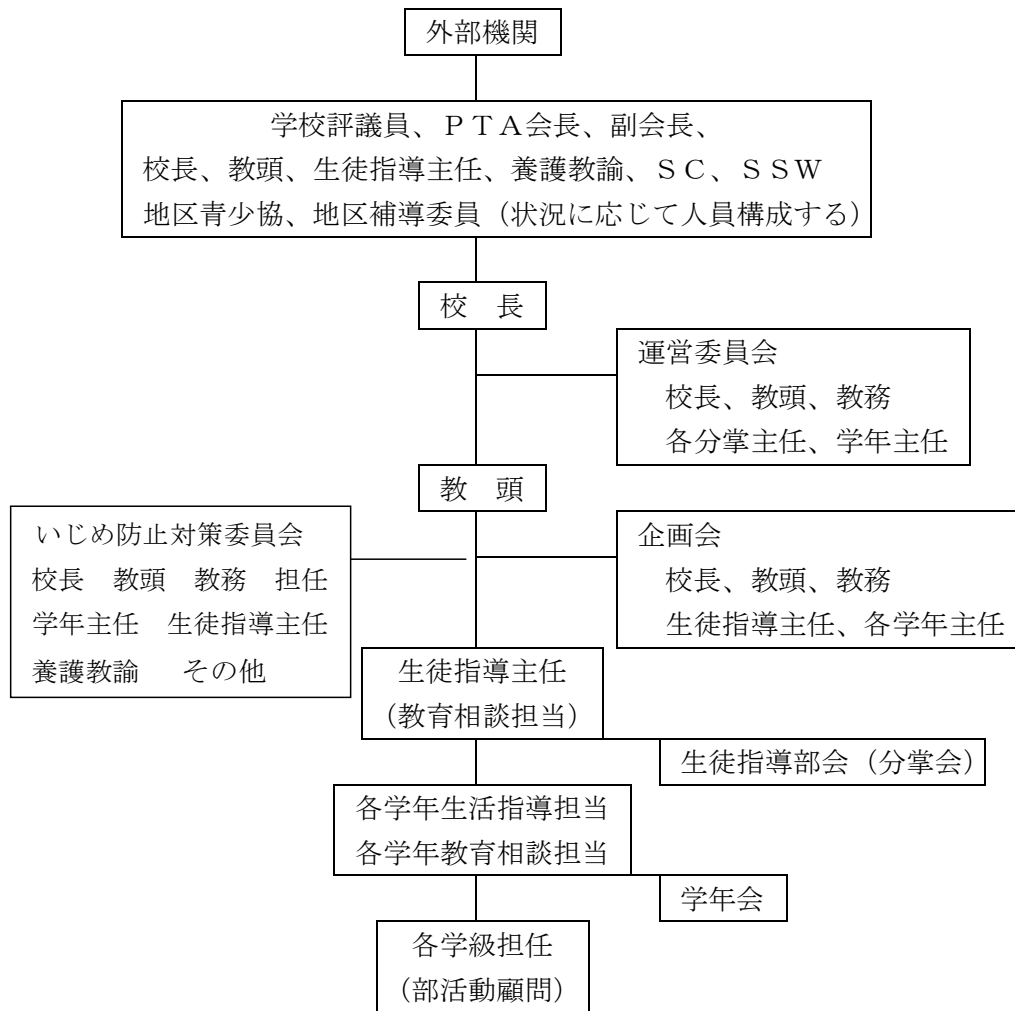 外部機関
学校評議員、ＰＴＡ会長、副会長、
校長、教頭、生徒指導主任、養護教諭、ＳＣ、ＳＳＷ
地区青少協、地区補導委員（状況に応じて人員構成する）
校　長
運営委員会
校長、教頭、教務
各分掌主任、学年主任
教　頭
いじめ防止対策委員会
校長　教頭　教務　担任
学年主任　生徒指導主任
養護教諭　その他
企画会
校長、教頭、教務
生徒指導主任、各学年主任
生徒指導主任
（教育相談担当）
生徒指導部会（分掌会）
各学年生活指導担当
各学年教育相談担当
学年会
各学級担任
（部活動顧問）